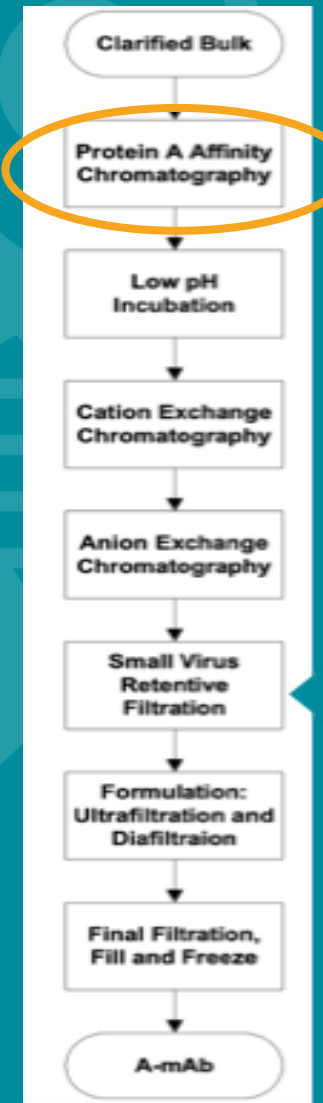 Clarified Bulk
Protein A Affinity
Chromatography
Low pH
Incubation
Cation Exchange
Chromatography
Anion Exchange
Chromatography
Small Virus
Retentive
Filtration
Formulation:
Ultrafiltration and
Diafiltraion
Final Filtration,
Fill and Freeze
A-mAb